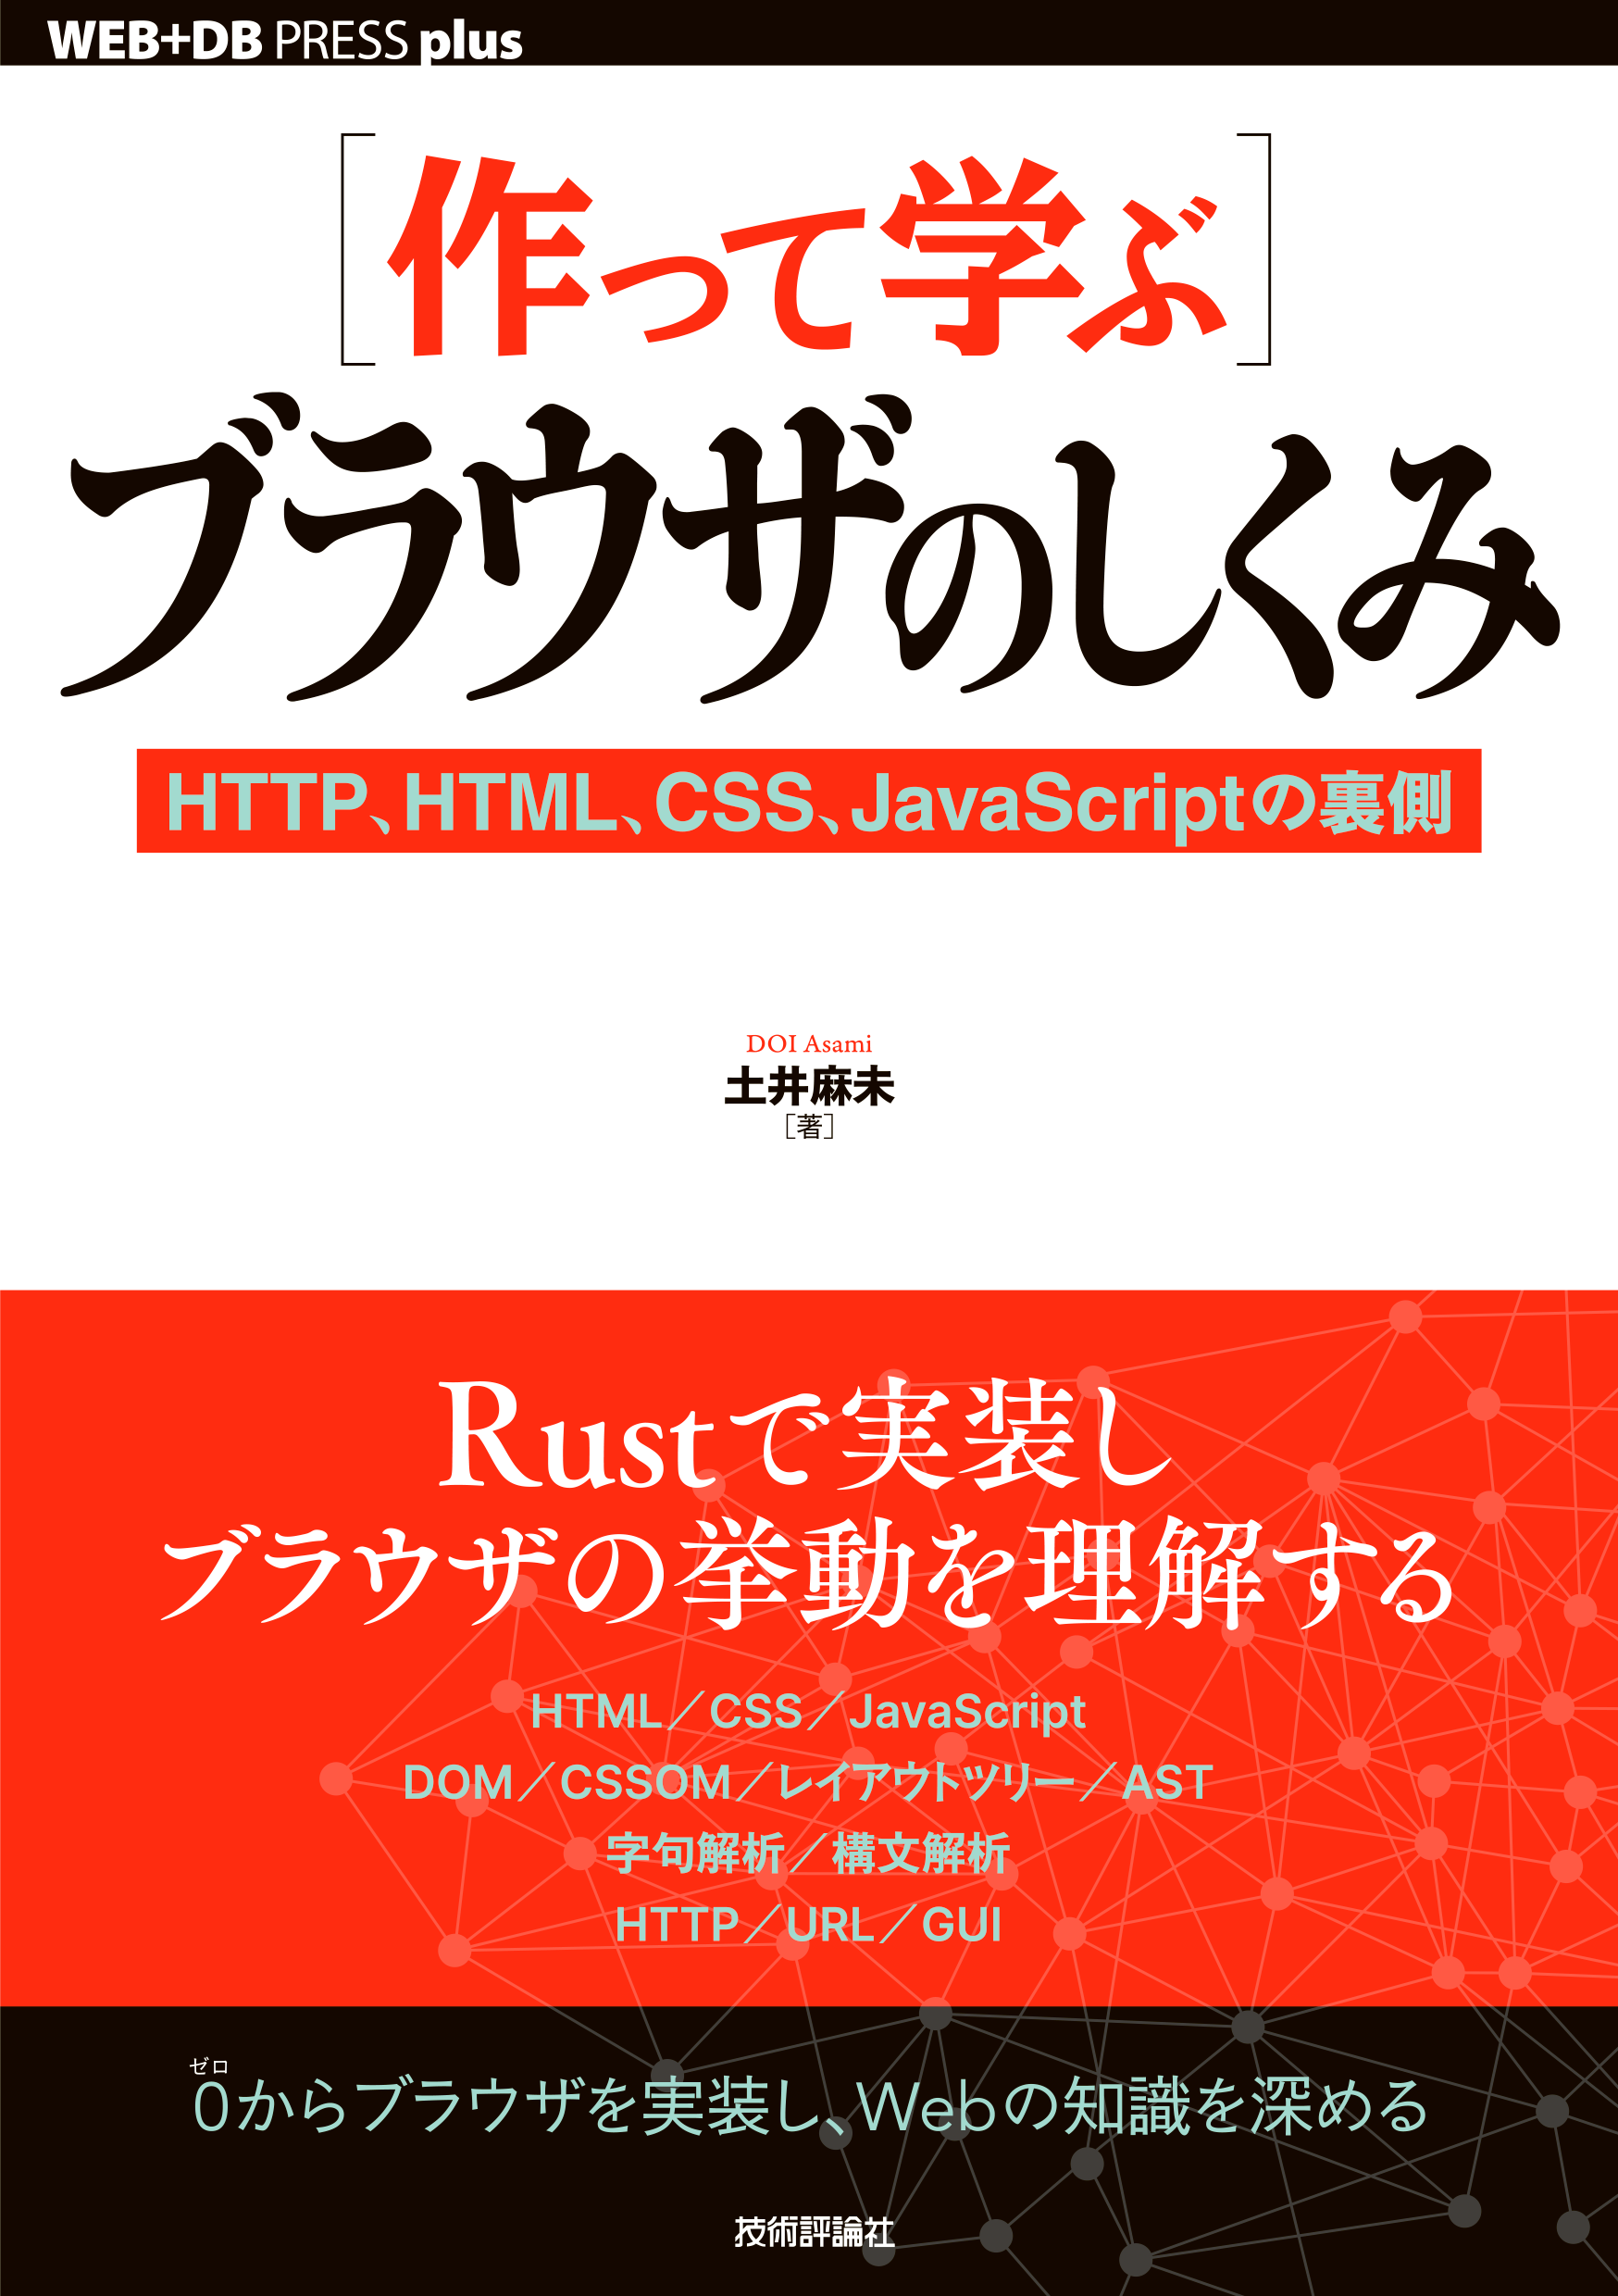 WEB+DB PRESS plus
［作って学ぶ］
ブラウザのしくみ
HTTP、HTML、CSS、JavaScriptの裏側
DOI Asami
土井麻未
［著］
Rustで実装し
ブラウザの挙動を理解する
HTML／CSS／JavaScript
DOM／CSSOM／レイアウトツリー／AST
字句解析／構文解析
HTTP／URL／GUI
ゼロ
0からブラウザを実装し、Webの知識を深める
技術評論社